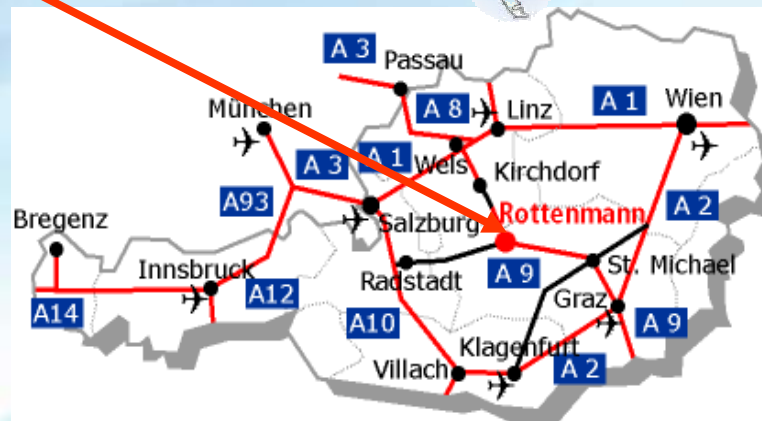 A 3
Passau
München
A 8
Linz
A 1
Wien
A 3
A 1
Wels
Kirchdorf
A93
Bregenz
Salzburg
Rottenmann
A 2
Innsbruck
Radstadt
A 9
St. Michael
A12
A14
A10
Graz
A 9
Klagenfurt
Villach
A 2